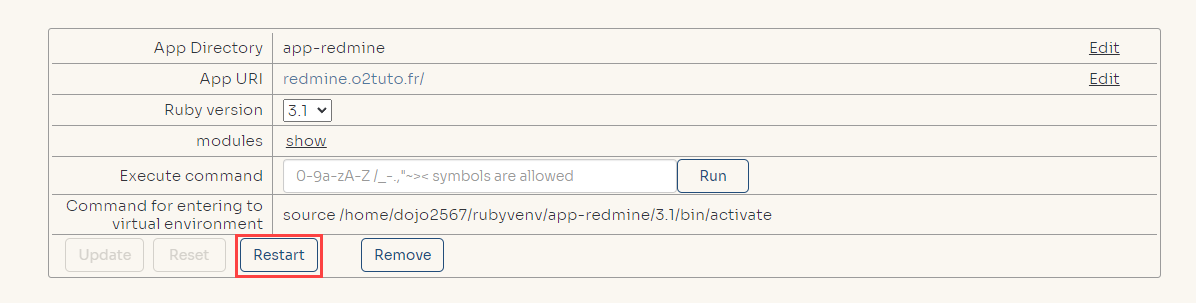 App Directory app-redmine Edit
App URI redmine.o2tuto.fr/ Edit
Ruby version 3.1
modules show
Execute command 0-9a-zA-Z /_-.,"~>< symbols are allowed Run
Command for entering to
virtual environment
source /home/dojo2567/rubyvenv/app-redmine/3.1/bin/activate
Update Reset Restart Remove